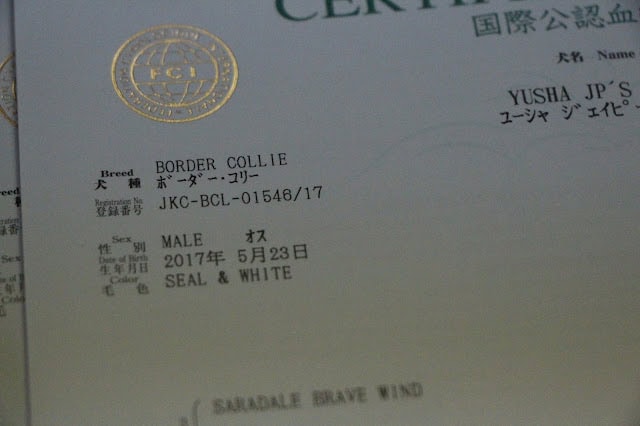 CERTIF
国際公認血
犬名 Name
YUSHA JP'S
ユーシャ ジェイピー
FCI
Breed
犬種 BORDER COLLIE
ボーダー・コリー
Registration No.
登録番号 JKC-BCL-01546/17
Sex
性別 MALE オス
Date of Birth
生年月日 2017年 5月23日
Color
毛色 SEAL & WHITE
SARADALE BRAVE WIND